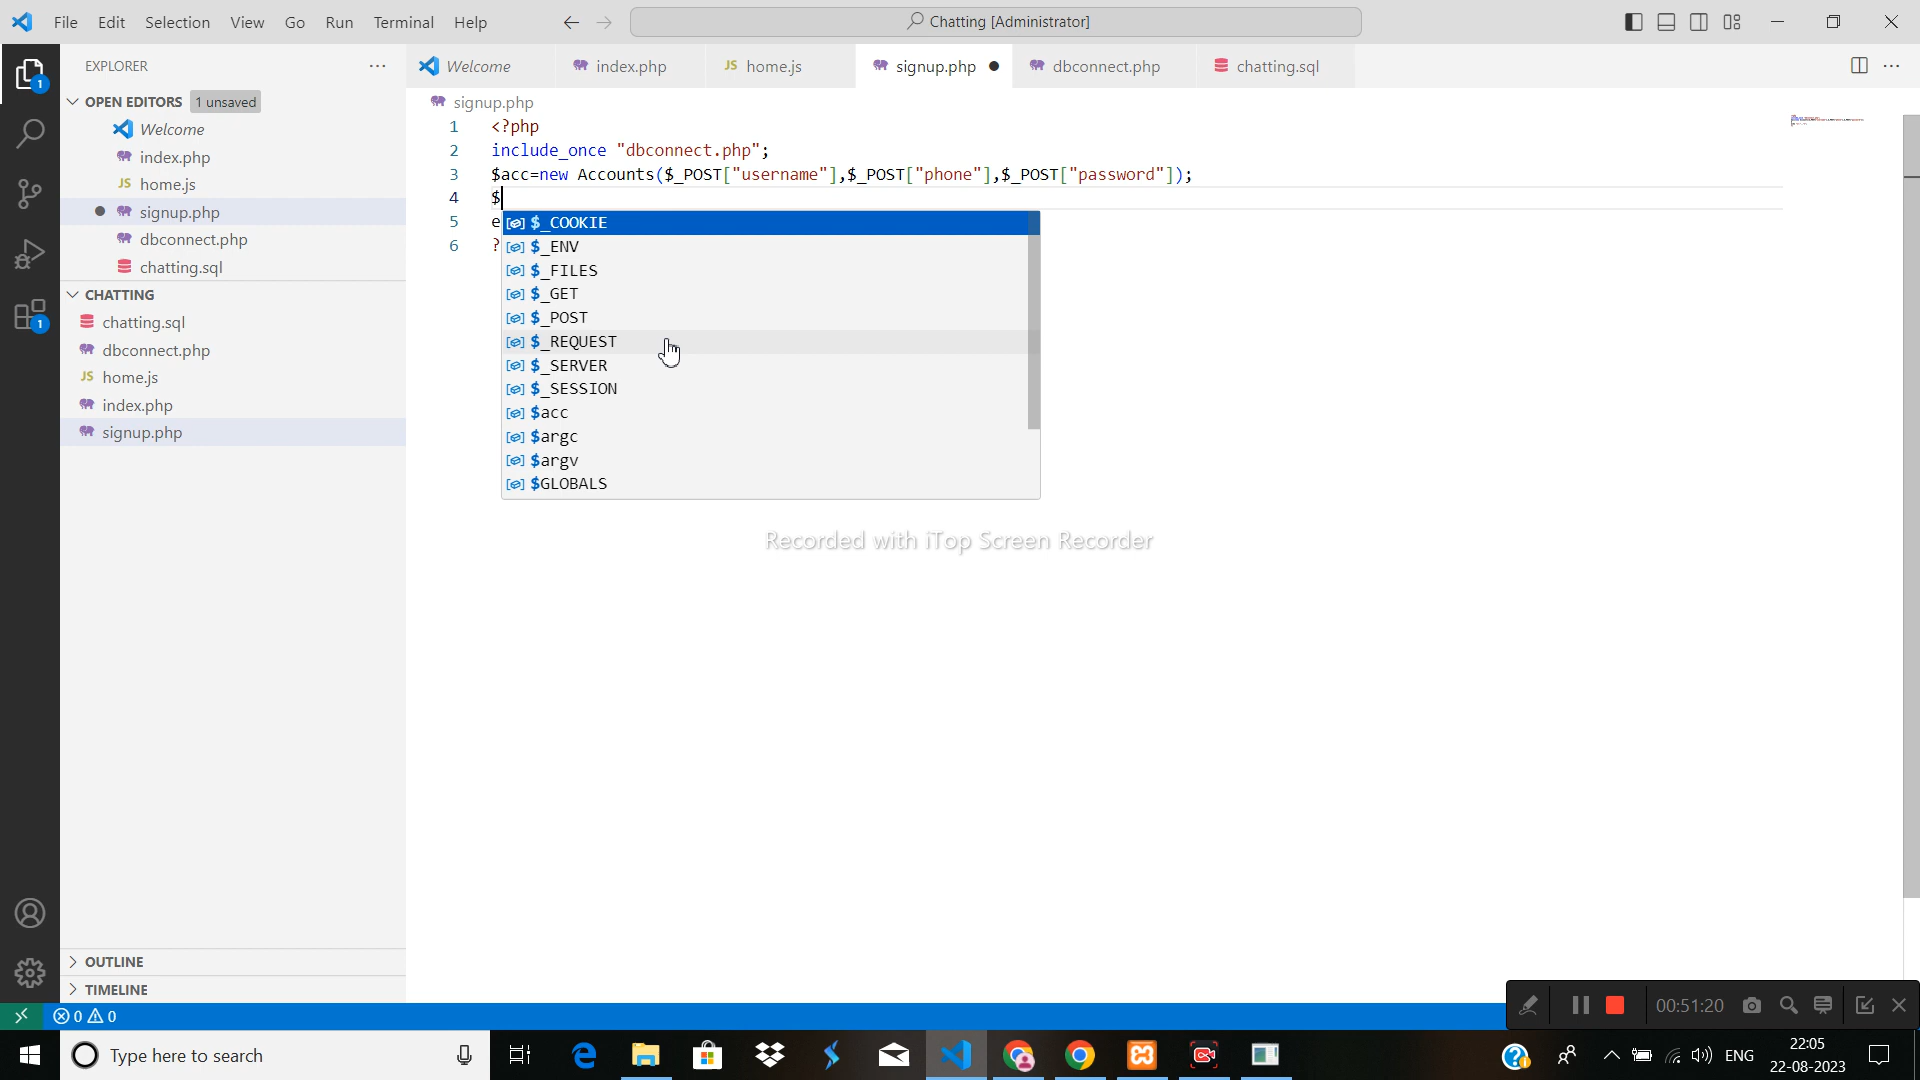 File Edit Selection View Go Run Terminal Help
Chatting [Administrator]
EXPLORER
Welcome
index.php
JS home.js
signup.php
dbconnect.php
chatting.sql
1
OPEN EDITORS 1 unsaved
Welcome
index.php
JS home.js
signup.php
dbconnect.php
chatting.sql
CHATTING
chatting.sql
dbconnect.php
JS home.js
index.php
signup.php
1
signup.php
1 <?php
2 include_once "dbconnect.php";
3 $acc=new Accounts($_POST["username"],$_POST["phone"],$_POST["password"]);
4 $
5 e
6 ?
$_COOKIE
$_ENV
$_FILES
$_GET
$_POST
$_REQUEST
$_SERVER
$_SESSION
$acc
$argc
$argv
$GLOBALS
Recorded with iTop Screen Recorder
OUTLINE
TIMELINE
0 0
00:51:20
Type here to search
ENG
22:05
22-08-2023